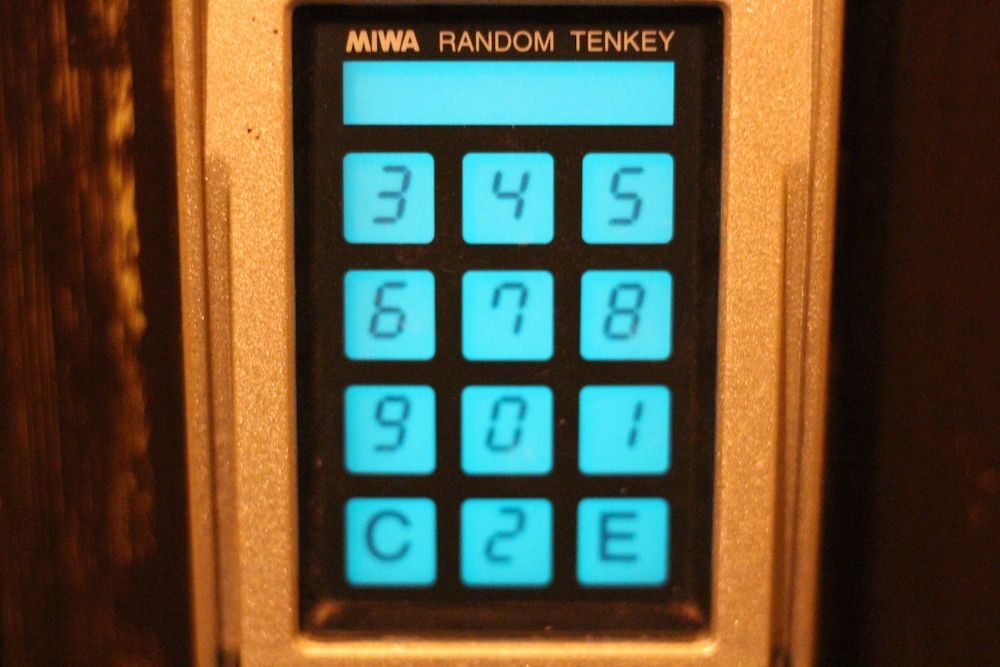 MIWA RANDOM TENKEY
3 4 5
6 7 8
9 0 1
C 2 E